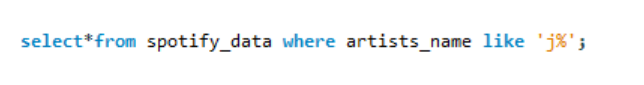 select*from spotify_data where artists_name like 'j%';